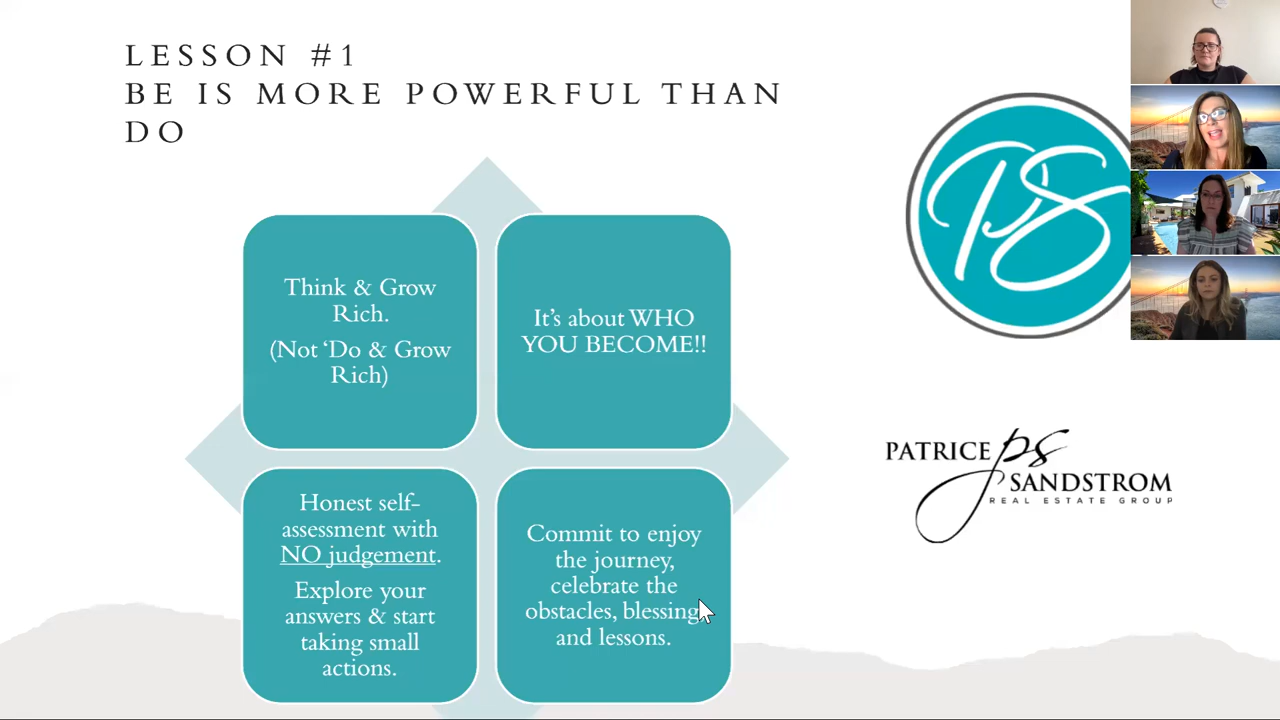 LESSON #1
BE IS MORE POWERFUL THAN
DO
Think & Grow
Rich.
(Not ‘Do & Grow
Rich)
It’s about WHO
YOU BECOME!!
Honest self-
assessment with
NO judgement.
Explore your
answers & start
taking small
actions.
Commit to enjoy
the journey,
celebrate the
obstacles, blessing
and lessons.
PS
PATRICE ps
SANDSTROM
REAL ESTATE GROUP